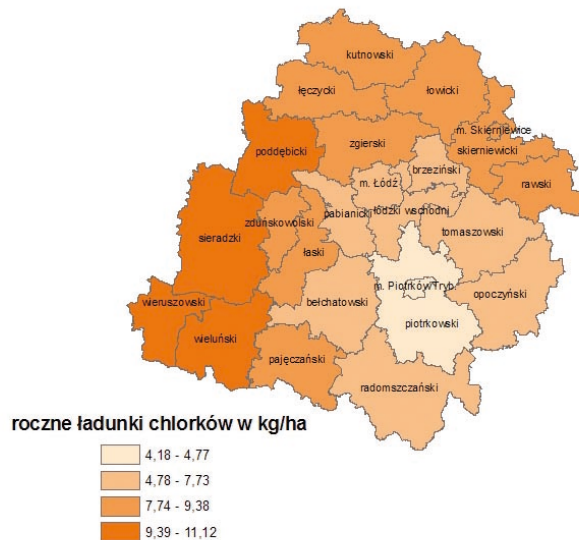 kutnowski
łęczycki
łowicki
m. Skierniewice
zgierski
skierniewicki
poddębicki
brzeziński
m. Łódź
rawski
pabianicki
łódzki wschodni
zduńskowolski
tomaszowski
sieradzki
łaski
m. Piotrków Tryb.
opoczyński
wieruszowski
bełchatowski
piotrkowski
wieluński
pajęczański
radomszczański
roczne ładunki chlorków w kg/ha
4,18 - 4,77
4,78 - 7,73
7,74 - 9,38
9,39 - 11,12